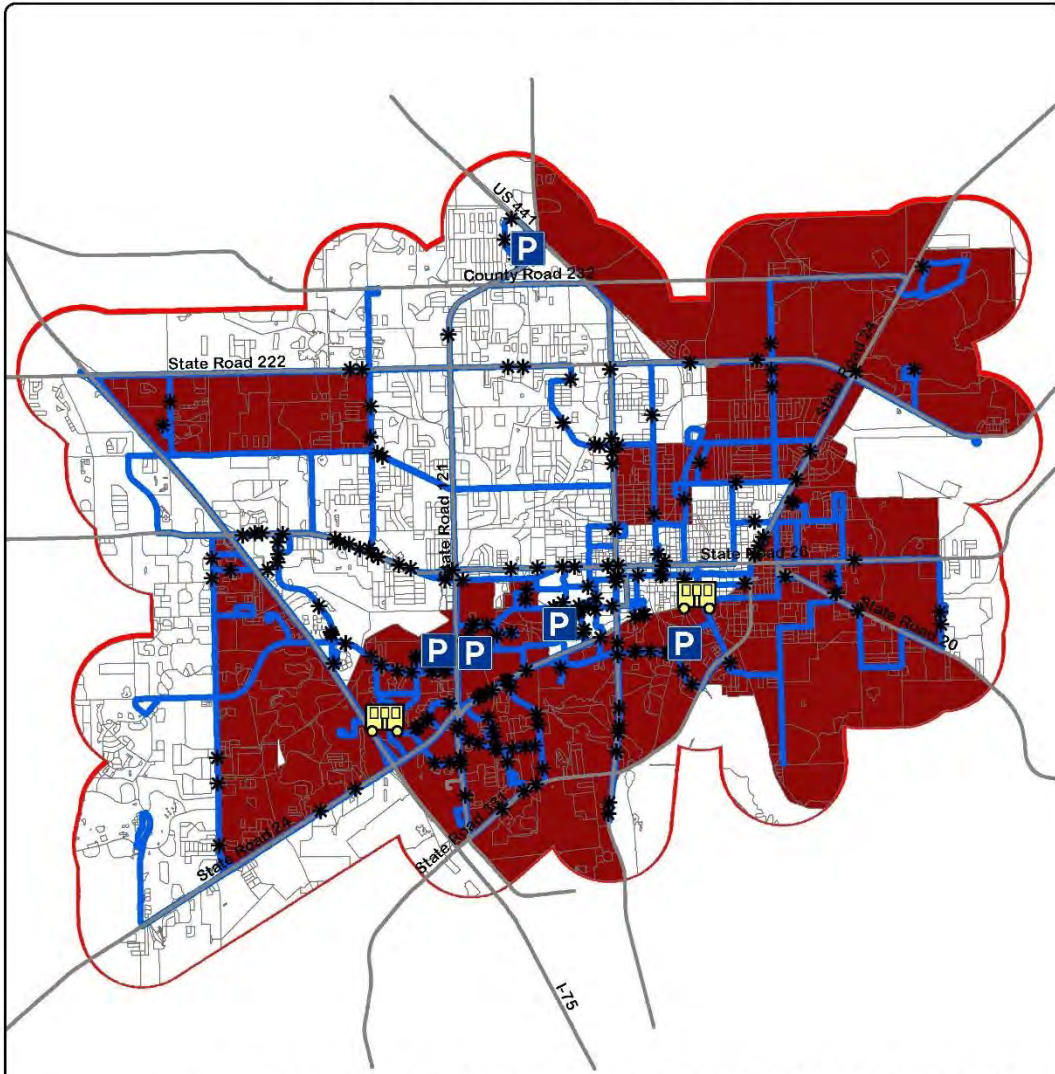 US 441
P
County Road 232
State Road 222
State Road 24
State Road 121
State Road 26
P
P
P
P
State Road 20
State Road 331
State Road 24
I-75